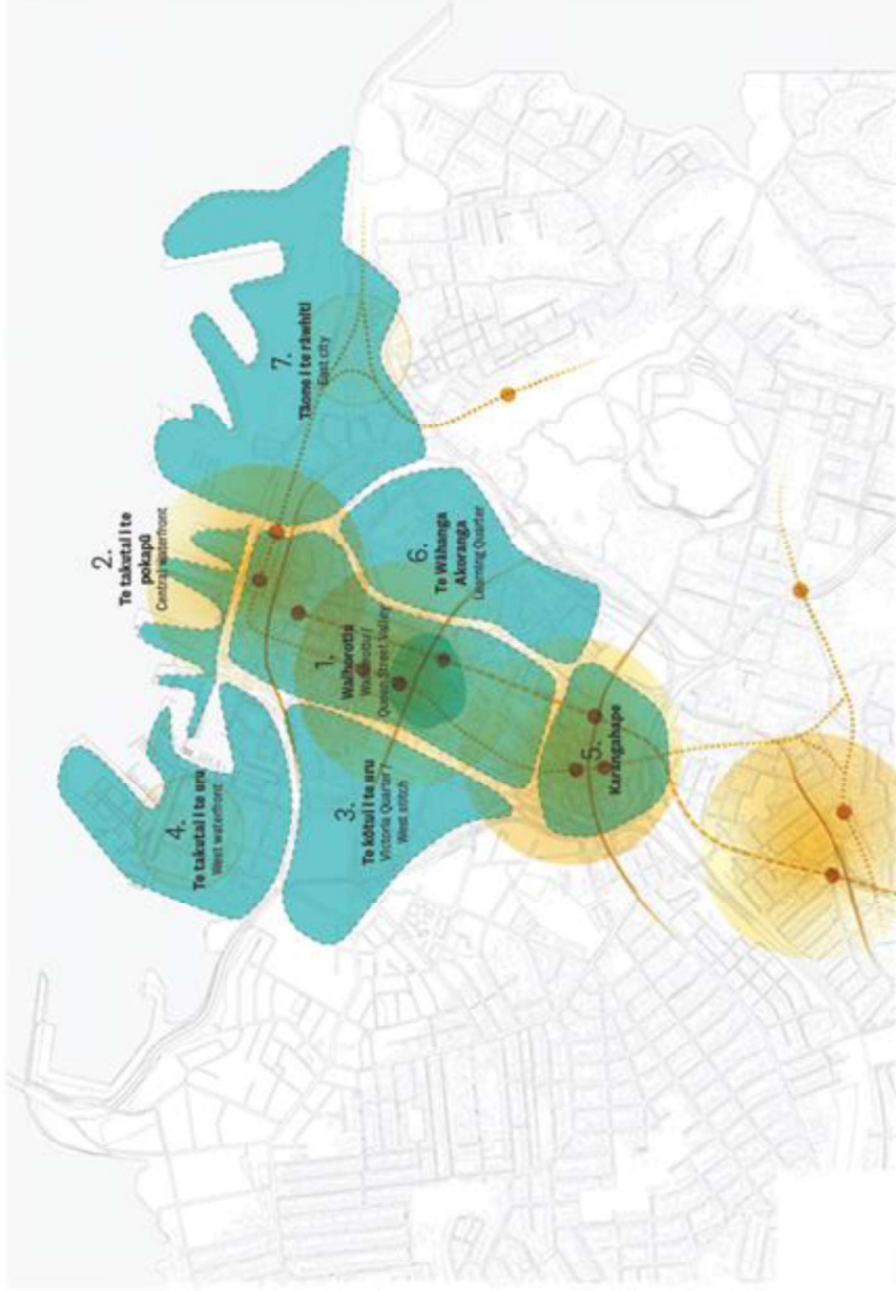 1.
Waihorotiu
Waihorotiu /
Queen Street Valley
2.
Te takutai i te
pokapū
Central waterfront
3.
Te kōtui i te uru
Victoria Quarter /
West stitch
4.
Te takutai i te uru
West waterfront
5.
Karangahape
6.
Te Wāhanga
Akoranga
Learning Quarter
7.
Tāone i te rāwhiti
East city